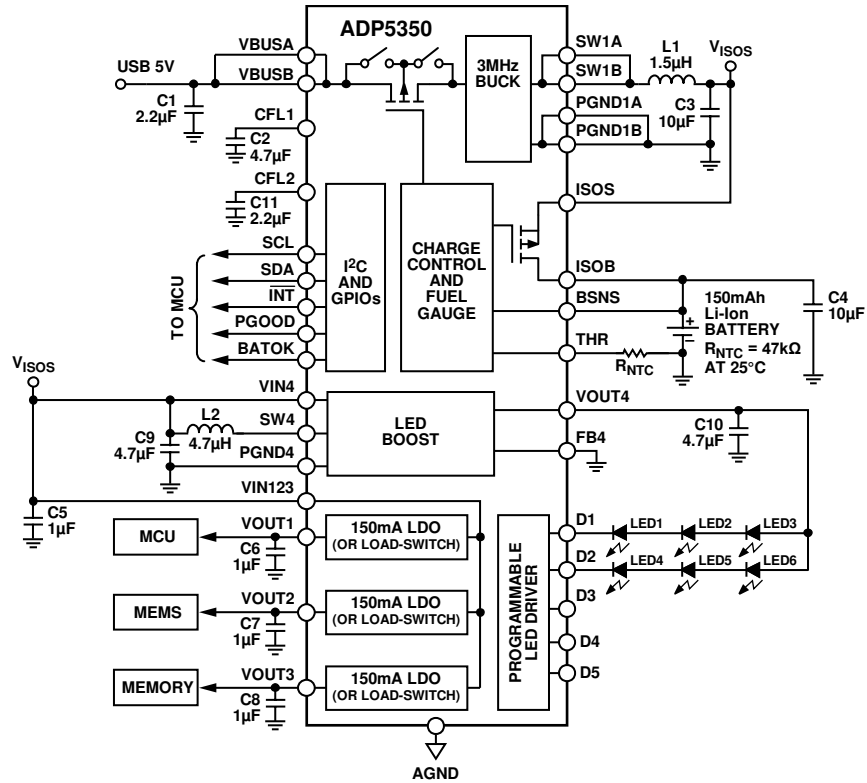 ADP5350
USB 5V
VBUSA
VBUSB
C1
2.2µF
CFL1
C2
4.7µF
CFL2
C11
2.2µF
3MHz
BUCK
SW1A
SW1B
L1
1.5µH
VISOS
C3
10µF
PGND1A
PGND1B
ISOS
ISOB
BSNS
THR
RNTC
150mAh
Li-Ion
BATTERY
RNTC = 47kΩ
AT 25°C
C4
10µF
TO MCU
SCL
SDA
INT
PGOOD
BATOK
I2C
AND
GPIOs
CHARGE
CONTROL
AND
FUEL
GAUGE
VISOS
VIN4
L2
4.7µH
SW4
C9
4.7µF
PGND4
LED
BOOST
VOUT4
C10
4.7µF
FB4
VIN123
C5
1µF
MCU
VOUT1
C6
1µF
150mA LDO
(OR LOAD-SWITCH)
MEMS
VOUT2
C7
1µF
150mA LDO
(OR LOAD-SWITCH)
MEMORY
VOUT3
C8
1µF
150mA LDO
(OR LOAD-SWITCH)
PROGRAMMABLE
LED DRIVER
D1
LED1
LED2
LED3
D2
LED4
LED5
LED6
D3
D4
D5
AGND